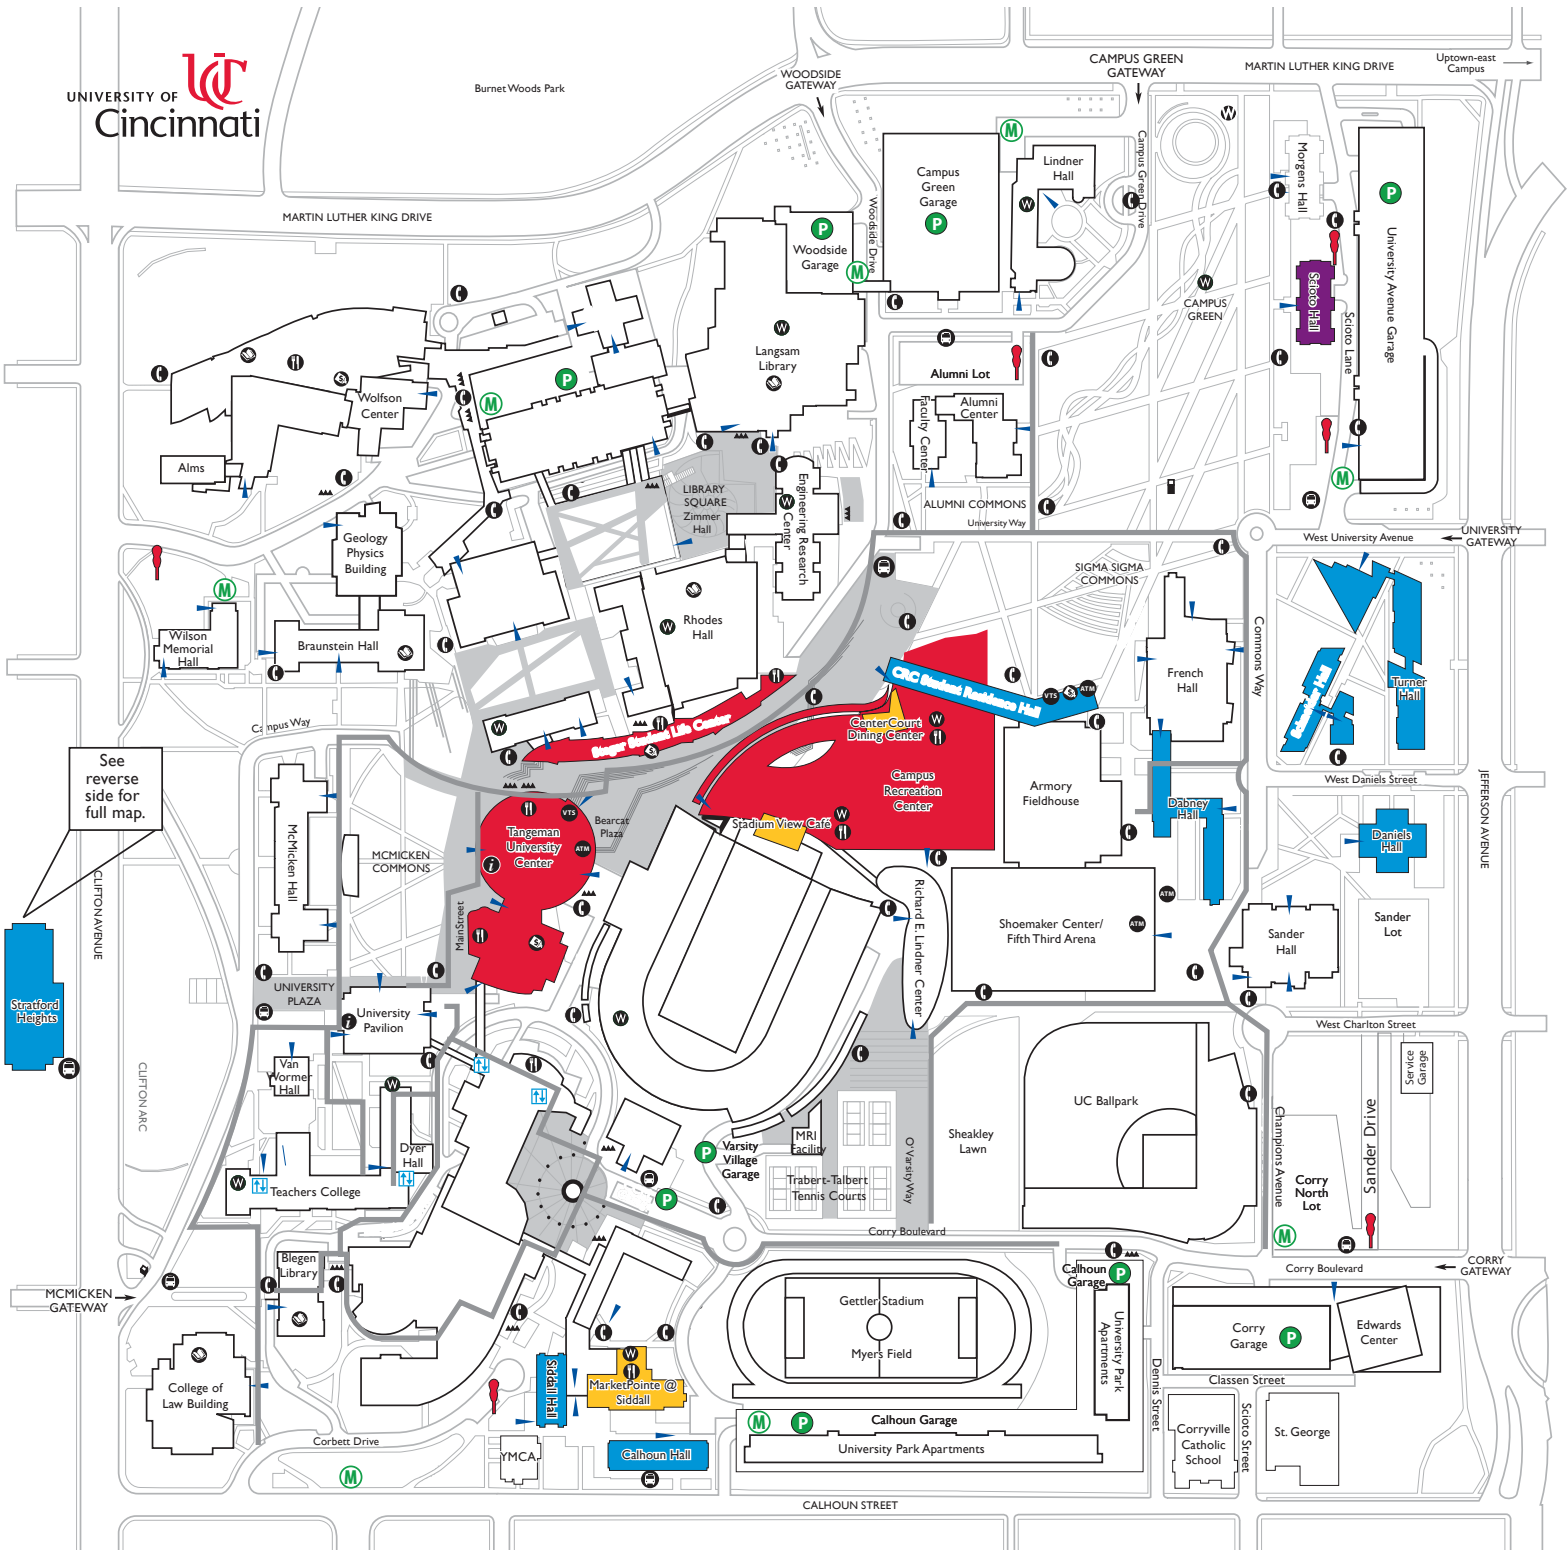 UC
UNIVERSITY OF
Cincinnati
Burnet Woods Park
WOODSIDE
GATEWAY
CAMPUS GREEN
GATEWAY
MARTIN LUTHER KING DRIVE
Uptown-east
Campus
MARTIN LUTHER KING DRIVE
Woodside Drive
Campus Green Drive
Campus
Green
Garage
P
M
Lindner
Hall
W
W
Morgens Hall
P
University Avenue Garage
P
Woodside
Garage
M
W
CAMPUS
GREEN
Scioto Hall
Scioto Lane
W
Langsam
Library
Alumni Lot
Faculty Center
Alumni
Center
ALUMNI COMMONS
University Way
P
M
Wolfson
Center
Alms
LIBRARY
SQUARE
Zimmer
Hall
W
Engineering Research
Center
M
West University Avenue
UNIVERSITY
GATEWAY
Geology
Physics
Building
M
Wilson
Memorial
Hall
Braunstein Hall
W
Rhodes
Hall
SIGMA SIGMA
COMMONS
French
Hall
Commons Way
Turner
Hall
Schneider Hall
CRC Student Residence Hall
VTS
ATM
Campus Way
W
Steger Student Life Center
CenterCourt
Dining Center
W
Campus
Recreation
Center
W
Stadium View Café
Armory
Fieldhouse
Dabney
Hall
West Daniels Street
JEFFERSON AVENUE
Daniels
Hall
See
reverse
side for
full map.
CLIFTON AVENUE
McMicken Hall
MCMICKEN
COMMONS
Tangeman
University
Center
VTS
ATM
i
Bearcat
Plaza
MainStreet
Richard E. Lindner Center
Shoemaker Center/
Fifth Third Arena
ATM
ATM
Sander
Hall
Sander
Lot
Stratford
Heights
UNIVERSITY
PLAZA
i
University
Pavilion
W
West Charlton Street
Service
Garage
CLIFTON ARC
Van
Wormer
Hall
W
Dyer
Hall
W
Teachers College
P
Varsity
Village
Garage
P
MRI
Facility
Trabert-Talbert
Tennis Courts
O'Varsity Way
Sheakley
Lawn
UC Ballpark
Champions Avenue
Sander Drive
Corry
North
Lot
M
Corry Boulevard
Blegen
Library
MCMICKEN
GATEWAY
Calhoun
Garage
P
Corry Boulevard
CORRY
GATEWAY
Gettler Stadium
Myers Field
University Park
Apartments
Corry
Garage
P
Edwards
Center
Dennis Street
Classen Street
College of
Law Building
Siddall Hall
W
MarketPointe @
Siddall
M
P
Calhoun Garage
University Park Apartments
Corryville
Catholic
School
Scioto Street
St. George
Corbett Drive
M
YMCA
Calhoun Hall
CALHOUN STREET